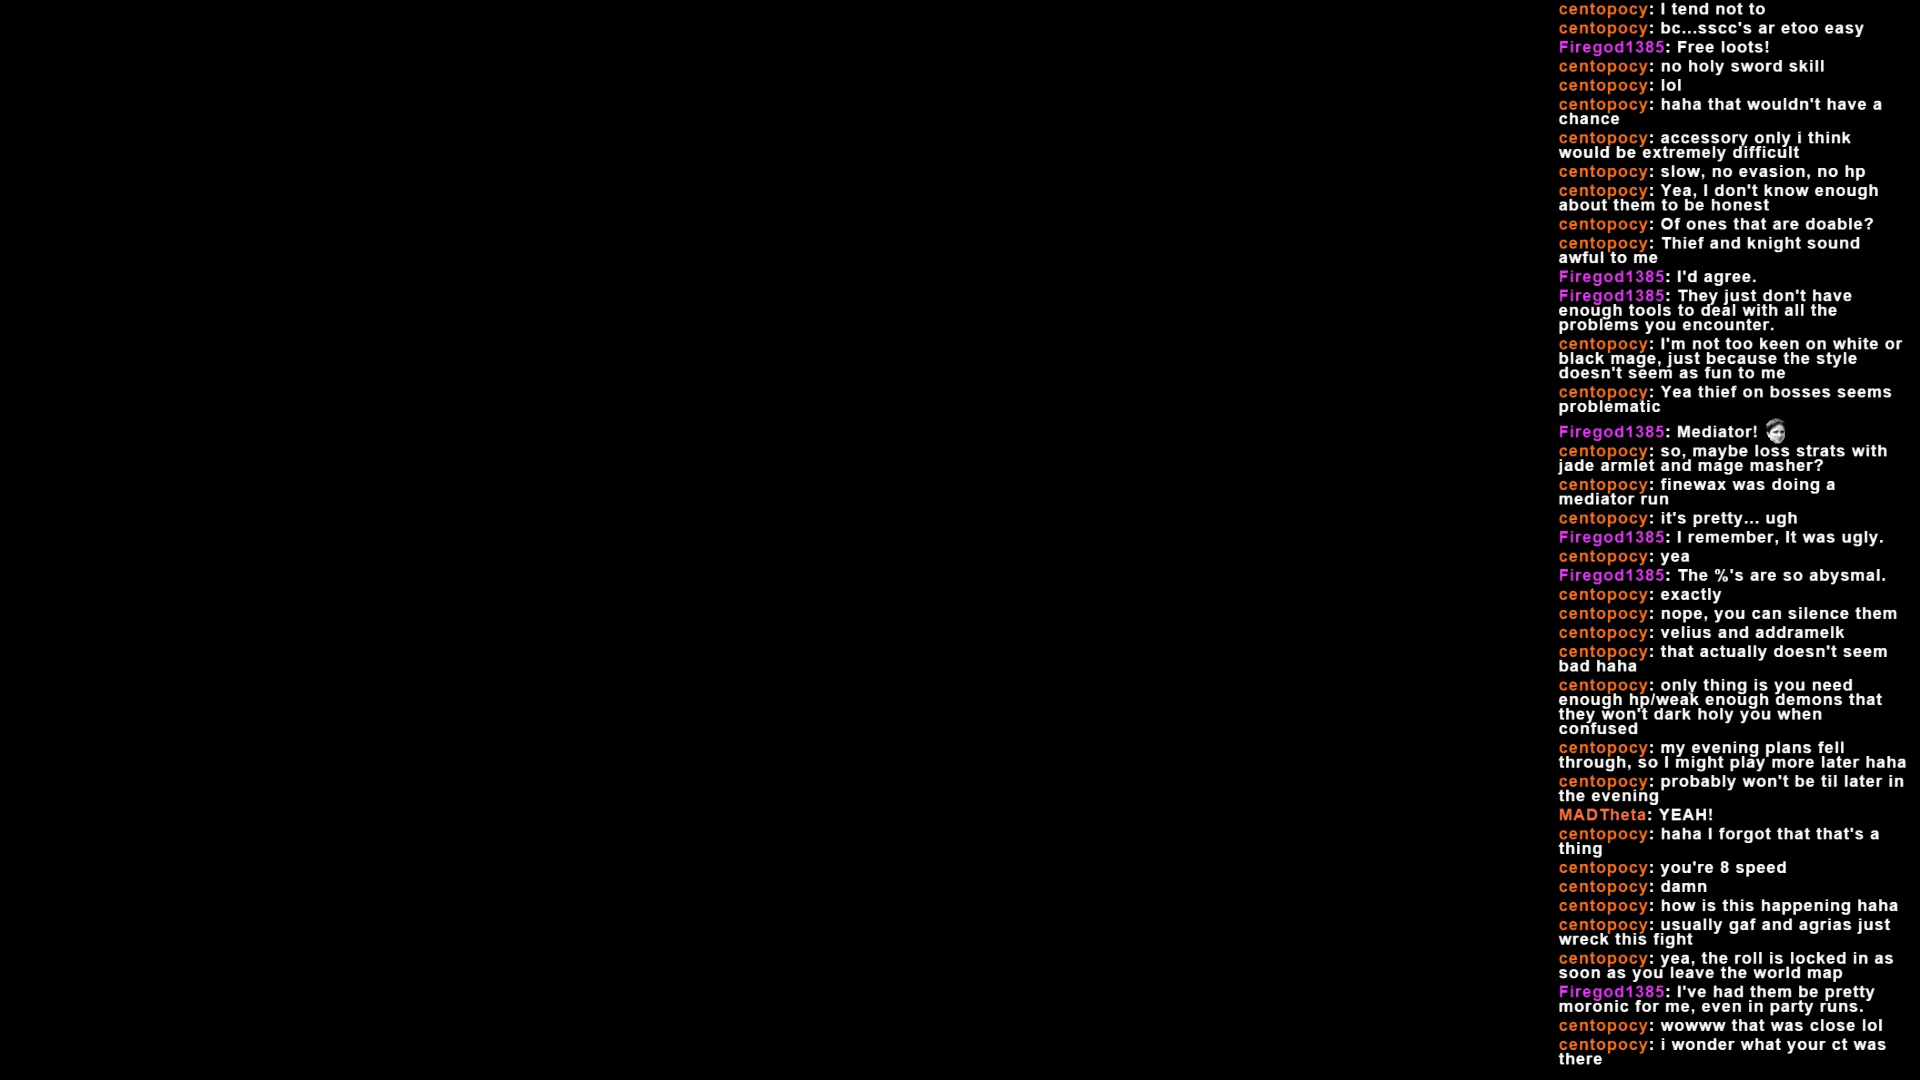 centopocy: I tend not to
centopocy: bc...sscc's ar etoo easy
Firegod1385: Free loots!
centopocy: no holy sword skill
centopocy: lol
centopocy: haha that wouldn't have a
chance
centopocy: accessory only i think
would be extremely difficult
centopocy: slow, no evasion, no hp
centopocy: Yea, I don't know enough
about them to be honest
centopocy: Of ones that are doable?
centopocy: Thief and knight sound
awful to me
Firegod1385: I'd agree.
Firegod1385: They just don't have
enough tools to deal with all the
problems you encounter.
centopocy: I'm not too keen on white or
black mage, just because the style
doesn't seem as fun to me
centopocy: Yea thief on bosses seems
problematic
Firegod1385: Mediator!
centopocy: so, maybe loss strats with
jade armlet and mage masher?
centopocy: finewax was doing a
mediator run
centopocy: it's pretty... ugh
Firegod1385: I remember, It was ugly.
centopocy: yea
Firegod1385: The %'s are so abysmal.
centopocy: exactly
centopocy: nope, you can silence them
centopocy: velius and addramelk
centopocy: that actually doesn't seem
bad haha
centopocy: only thing is you need
enough hp/weak enough demons that
they won't dark holy you when
confused
centopocy: my evening plans fell
through, so I might play more later haha
centopocy: probably won't be til later in
the evening
MADTheta: YEAH!
centopocy: haha I forgot that that's a
thing
centopocy: you're 8 speed
centopocy: damn
centopocy: how is this happening haha
centopocy: usually gaf and agrias just
wreck this fight
centopocy: yea, the roll is locked in as
soon as you leave the world map
Firegod1385: I've had them be pretty
moronic for me, even in party runs.
centopocy: wowww that was close lol
centopocy: i wonder what your ct was
there